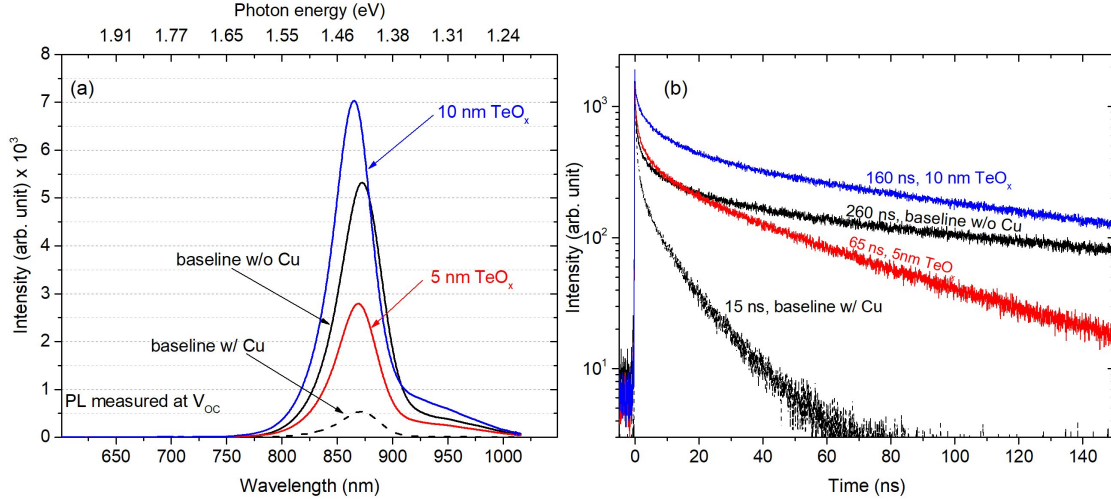 Photon energy (eV)
1.91 1.77 1.65 1.55 1.46 1.38 1.31 1.24
8
7
6
5
4
3
2
1
0
Intensity (arb. unit) x 10³
(a)
10 nm TeOₓ
baseline w/o Cu
5 nm TeOₓ
baseline w/ Cu
PL measured at V_OC
650 700 750 800 850 900 950 1000
Wavelength (nm)
(b)
10³
10²
10¹
Intensity (arb. unit)
160 ns, 10 nm TeOₓ
260 ns, baseline w/o Cu
65 ns, 5nm TeOₓ
15 ns, baseline w/ Cu
0 20 40 60 80 100 120 140
Time (ns)